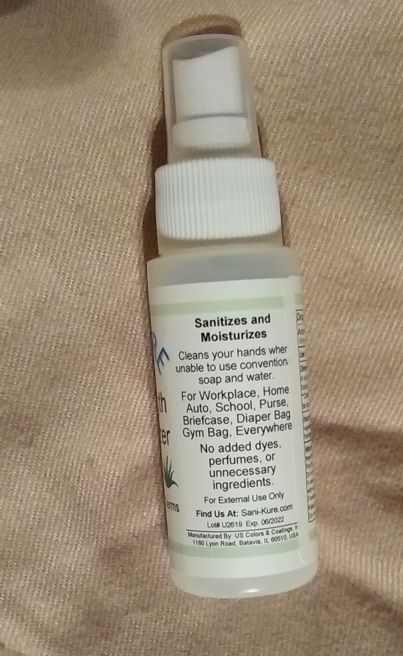 Sanitizes and
Moisturizes
Cleans your hands when
unable to use convention
soap and water.
For Workplace, Home
Auto, School, Purse,
Briefcase, Diaper Bag
Gym Bag, Everywhere
No added dyes,
perfumes, or
unnecessary
ingredients.
For External Use Only
Find Us At: Sani-Kure.com
Lot# U2619 Exp. 06/2022
Manufactured By: US Colors & Coatings,
1180 Lyon Road, Batavia, IL 60510, USA